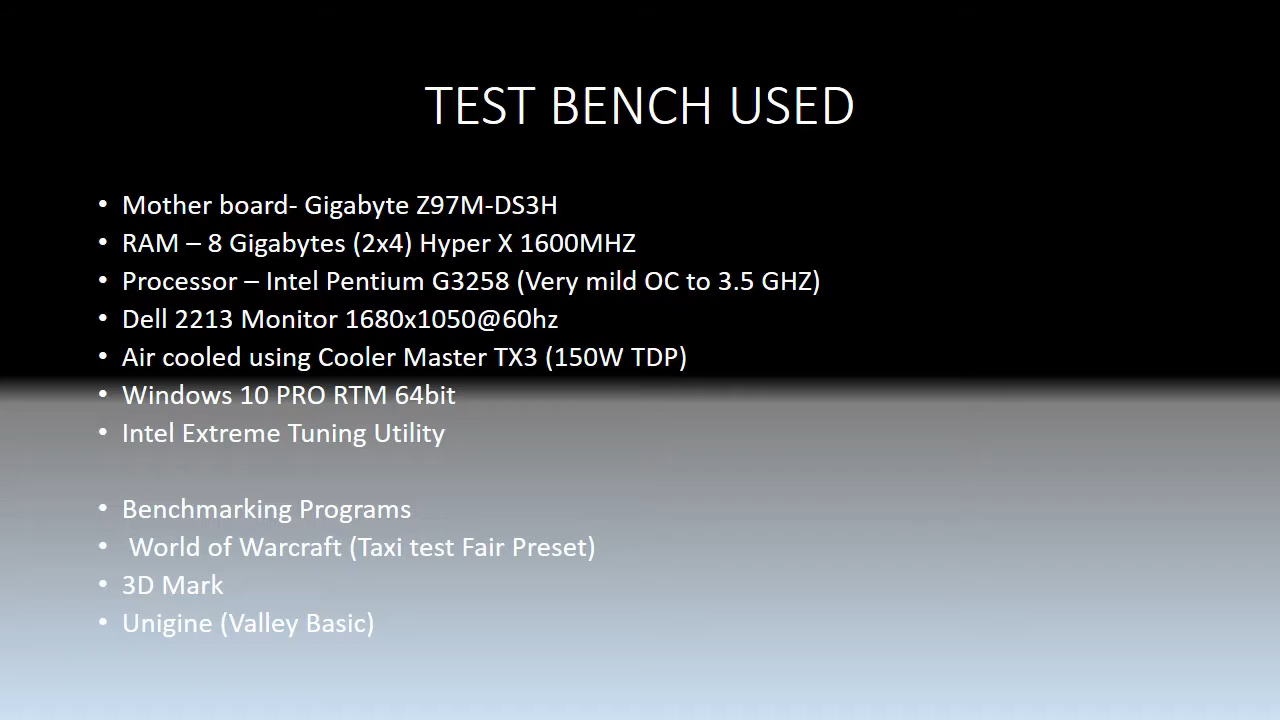 TEST BENCH USED
• Mother board- Gigabyte Z97M-DS3H
• RAM – 8 Gigabytes (2x4) Hyper X 1600MHZ
• Processor – Intel Pentium G3258 (Very mild OC to 3.5 GHZ)
• Dell 2213 Monitor 1680x1050@60hz
• Air cooled using Cooler Master TX3 (150W TDP)
• Windows 10 PRO RTM 64bit
• Intel Extreme Tuning Utility
• Benchmarking Programs
• World of Warcraft (Taxi test Fair Preset)
• 3D Mark
• Unigine (Valley Basic)